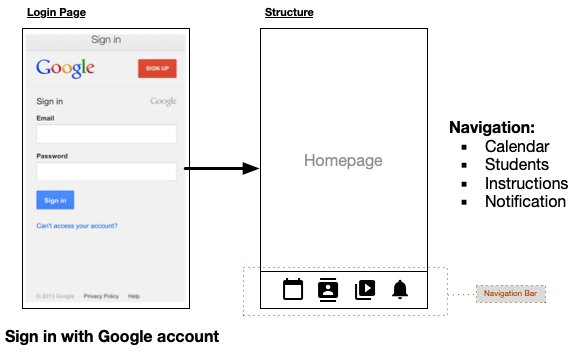 Login Page
Structure
Sign in
Google
SIGN UP
Sign in
Google
Email
Password
Sign in
Can't access your account?
© 2013 Google Privacy Policy Help
Homepage
Navigation:
Calendar
Students
Instructions
Notification
Navigation Bar
Sign in with Google account